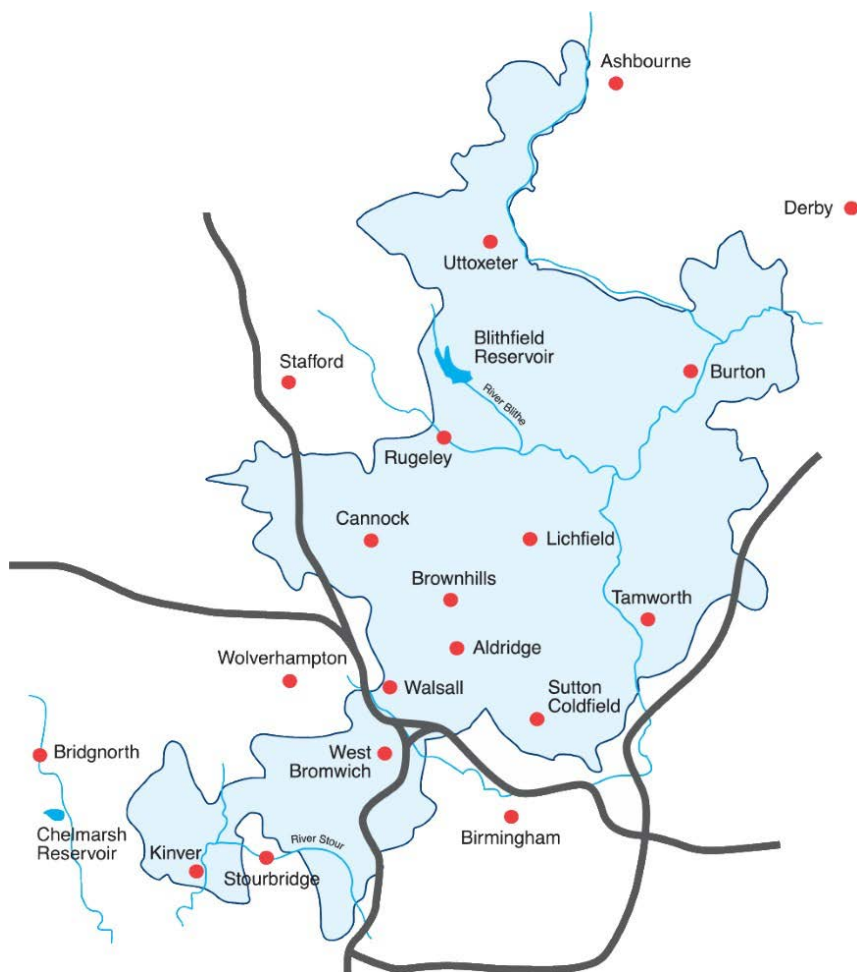 Ashbourne
Derby
Uttoxeter
Blithfield
Reservoir
Stafford
Burton
River Blithe
Rugeley
Cannock
Lichfield
Brownhills
Tamworth
Aldridge
Wolverhampton
Walsall
Sutton
Coldfield
Bridgnorth
West
Bromwich
Chelmarsh
Reservoir
Birmingham
River Stour
Kinver
Stourbridge